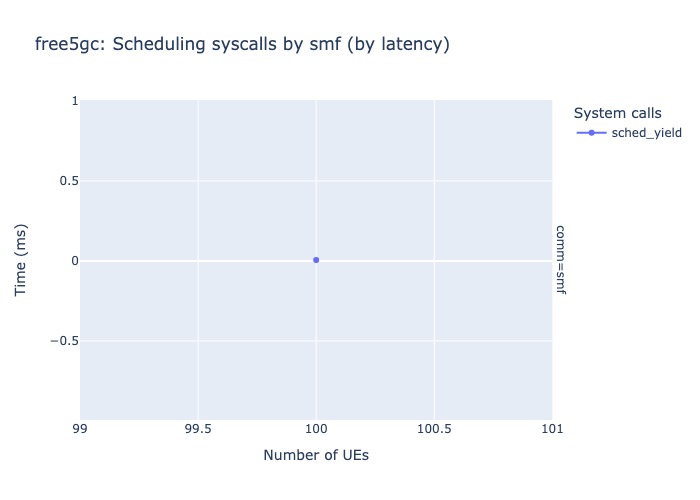 free5gc: Scheduling syscalls by smf (by latency)
System calls
sched_yield
1
0.5
0
−0.5
Time (ms)
comm=smf
99
99.5
100
100.5
101
Number of UEs